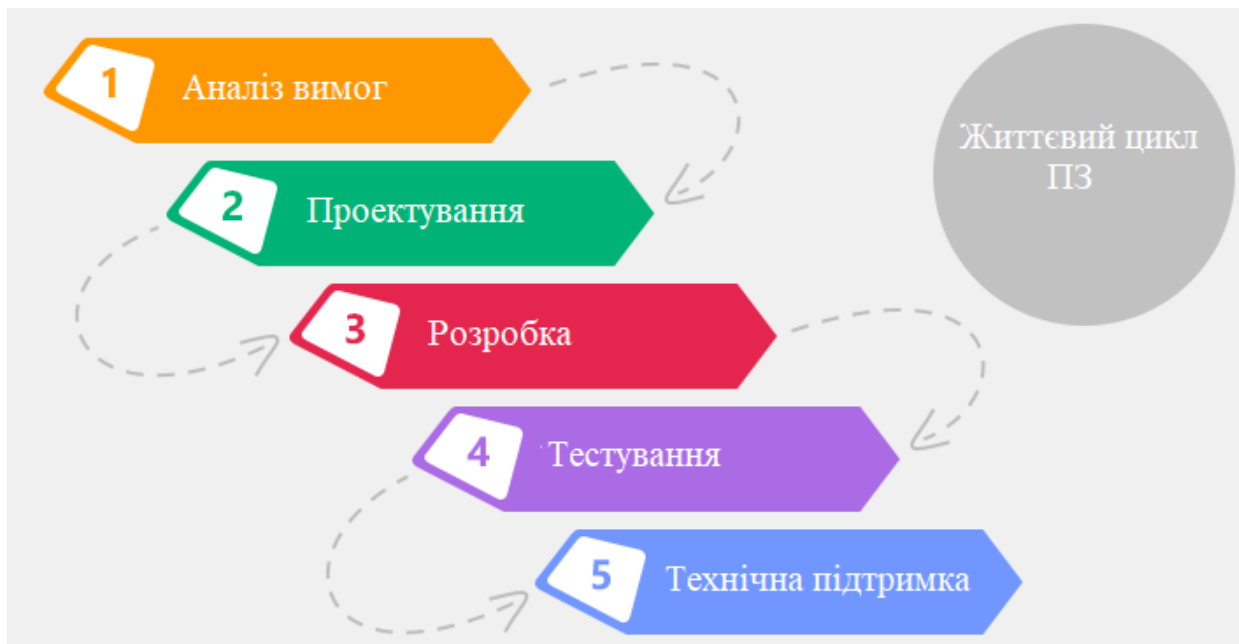 1 Аналіз вимог
Життєвий цикл
ПЗ
2 Проектування
3 Розробка
4 Тестування
5 Технічна підтримка